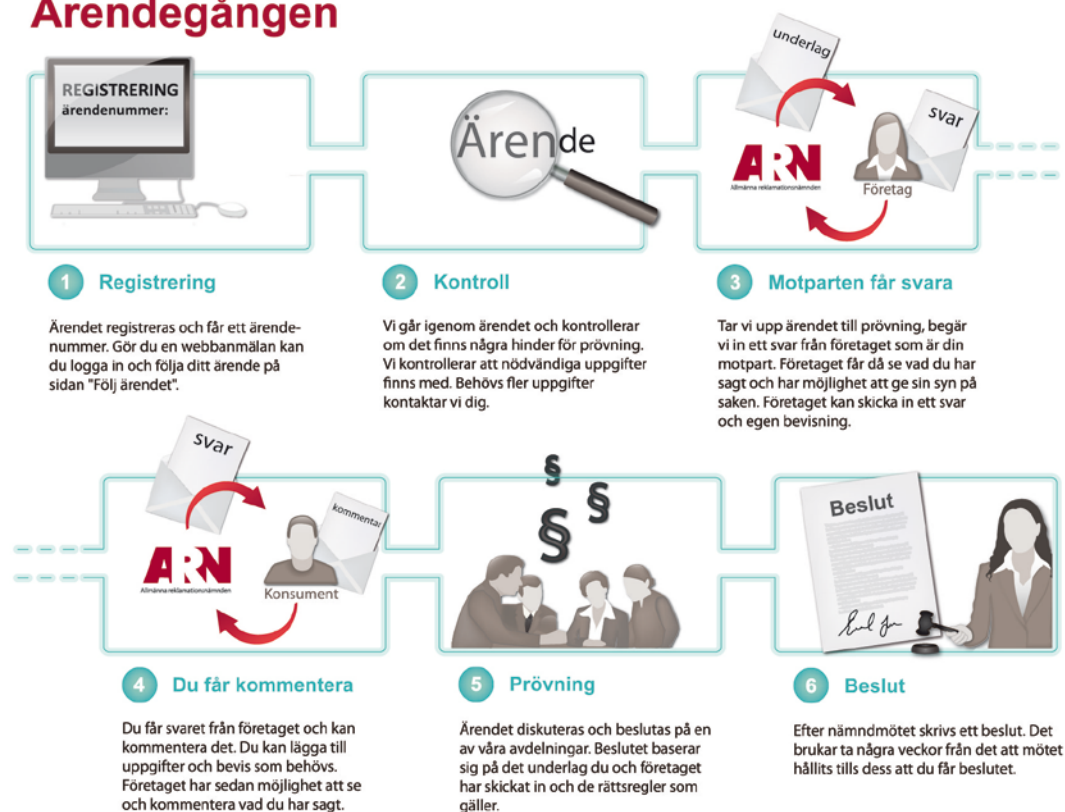 Ärendegången
REGISTRERING
ärendenummer:
Ärende
underlag
svar
ARN
Allmänna reklamationsnämnden
Företag
1 Registrering
Ärendet registreras och får ett ärende-
nummer. Gör du en webbanmälan kan
du logga in och följa ditt ärende på
sidan "Följ ärendet".
2 Kontroll
Vi går igenom ärendet och kontrollerar
om det finns några hinder för prövning.
Vi kontrollerar att nödvändiga uppgifter
finns med. Behövs fler uppgifter
kontaktar vi dig.
3 Motparten får svara
Tar vi upp ärendet till prövning, begär
vi in ett svar från företaget som är din
motpart. Företaget får då se vad du har
sagt och har möjlighet att ge sin syn på
saken. Företaget kan skicka in ett svar
och egen bevisning.
svar
kommentar
ARN
Allmänna reklamationsnämnden
Konsument
§
§
§
Beslut
4 Du får kommentera
Du får svaret från företaget och kan
kommentera det. Du kan lägga till
uppgifter och bevis som behövs.
Företaget har sedan möjlighet att se
och kommentera vad du har sagt.
5 Prövning
Ärendet diskuteras och beslutas på en
av våra avdelningar. Beslutet baserar
sig på det underlag du och företaget
har skickat in och de rättsregler som
gäller.
6 Beslut
Efter nämndmötet skrivs ett beslut. Det
brukar ta några veckor från det att mötet
hållits tills dess att du får beslutet.